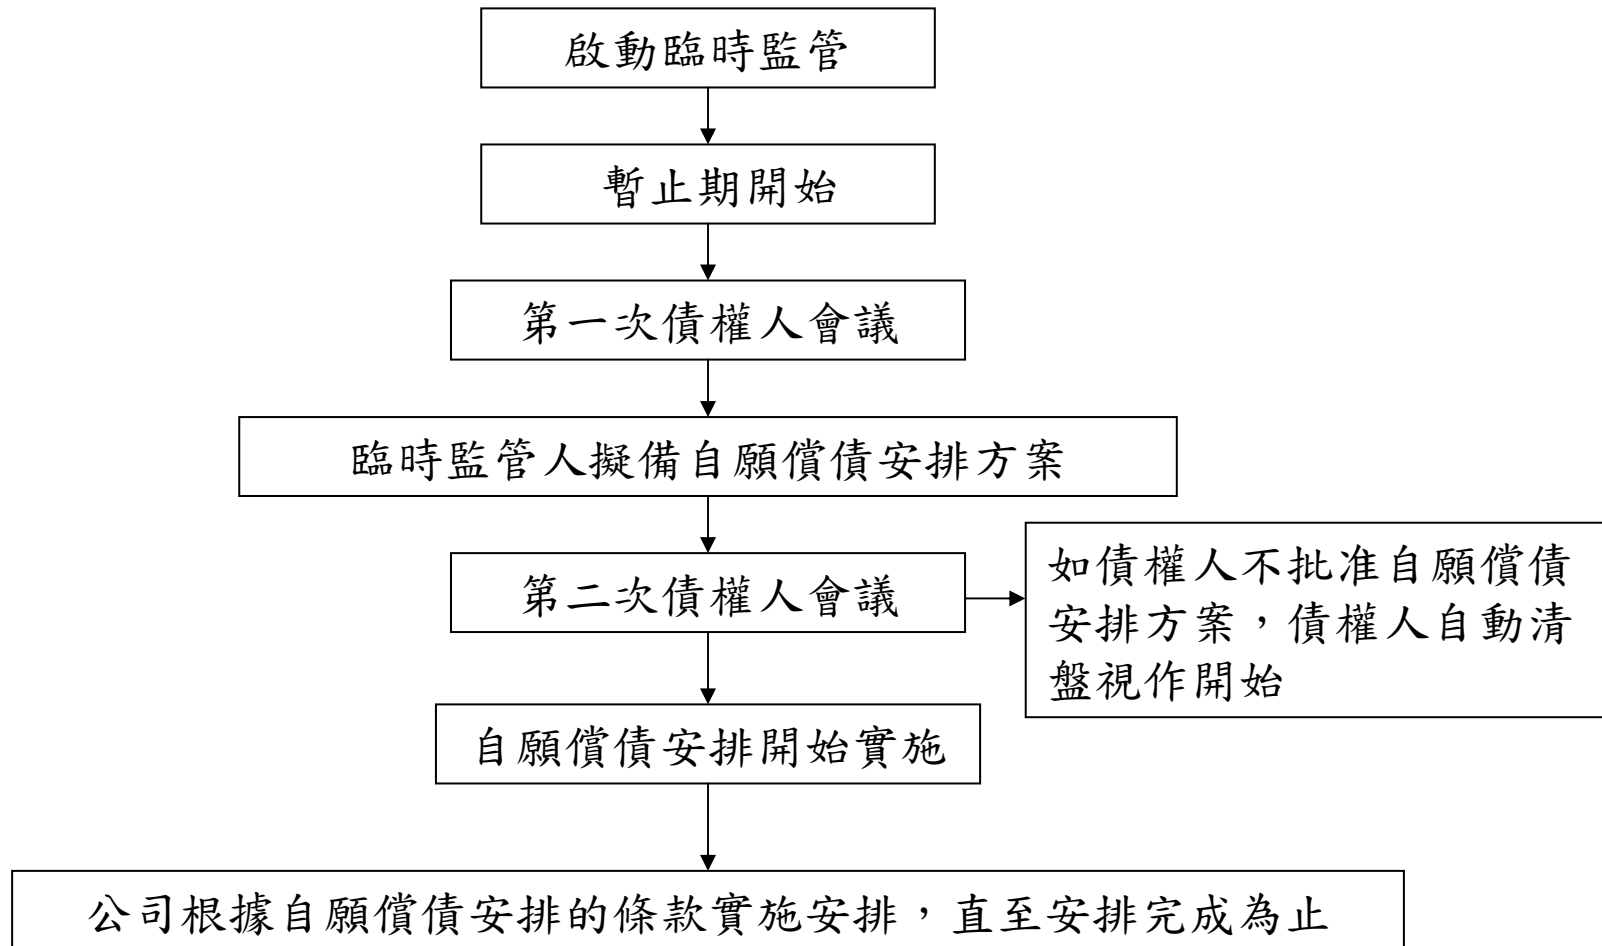 啟動臨時監管
暫止期開始
第一次債權人會議
臨時監管人擬備自願償債安排方案
第二次債權人會議
如債權人不批准自願償債
安排方案，債權人自動清
盤視作開始
自願償債安排開始實施
公司根據自願償債安排的條款實施安排，直至安排完成為止